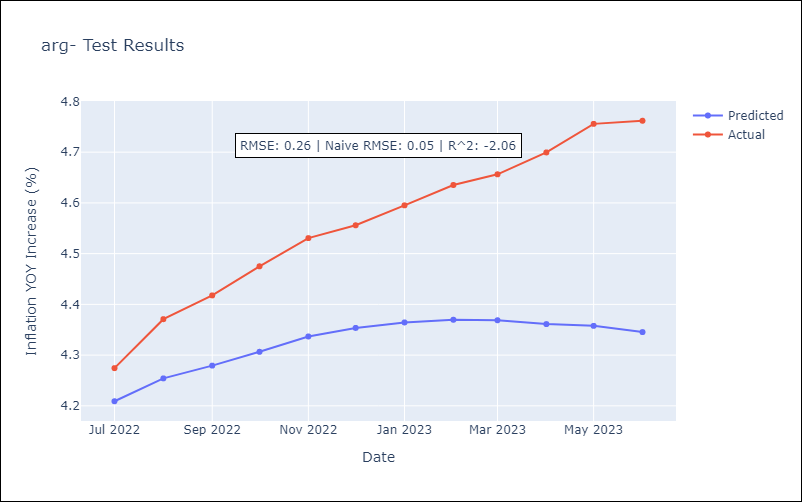 arg- Test Results
RMSE: 0.26 | Naive RMSE: 0.05 | R^2: -2.06
Predicted
Actual
Inflation YOY Increase (%)
4.8
4.7
4.6
4.5
4.4
4.3
4.2
Jul 2022 Sep 2022 Nov 2022 Jan 2023 Mar 2023 May 2023
Date